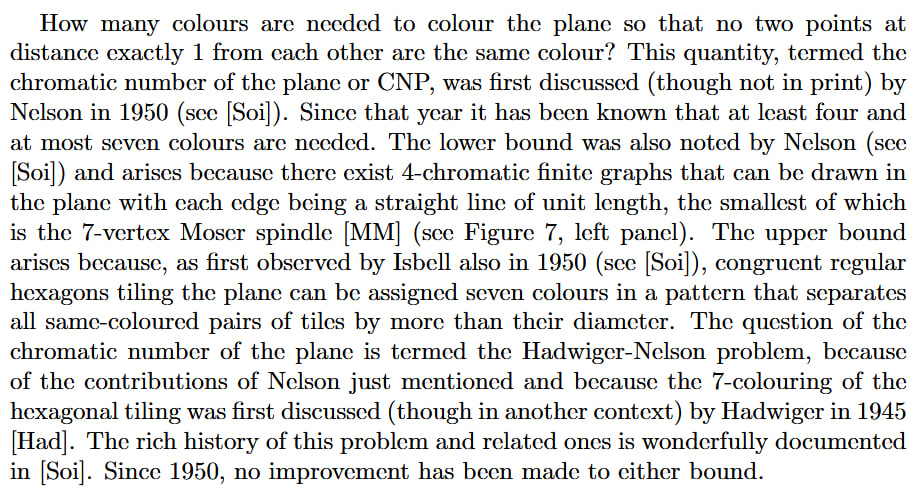 How many colours are needed to colour the plane so that no two points at
distance exactly 1 from each other are the same colour? This quantity, termed the
chromatic number of the plane or CNP, was first discussed (though not in print) by
Nelson in 1950 (see [Soi]). Since that year it has been known that at least four and
at most seven colours are needed. The lower bound was also noted by Nelson (see
[Soi]) and arises because there exist 4-chromatic finite graphs that can be drawn in
the plane with each edge being a straight line of unit length, the smallest of which
is the 7-vertex Moser spindle [MM] (see Figure 7, left panel). The upper bound
arises because, as first observed by Isbell also in 1950 (see [Soi]), congruent regular
hexagons tiling the plane can be assigned seven colours in a pattern that separates
all same-coloured pairs of tiles by more than their diameter. The question of the
chromatic number of the plane is termed the Hadwiger-Nelson problem, because
of the contributions of Nelson just mentioned and because the 7-colouring of the
hexagonal tiling was first discussed (though in another context) by Hadwiger in 1945
[Had]. The rich history of this problem and related ones is wonderfully documented
in [Soi]. Since 1950, no improvement has been made to either bound.